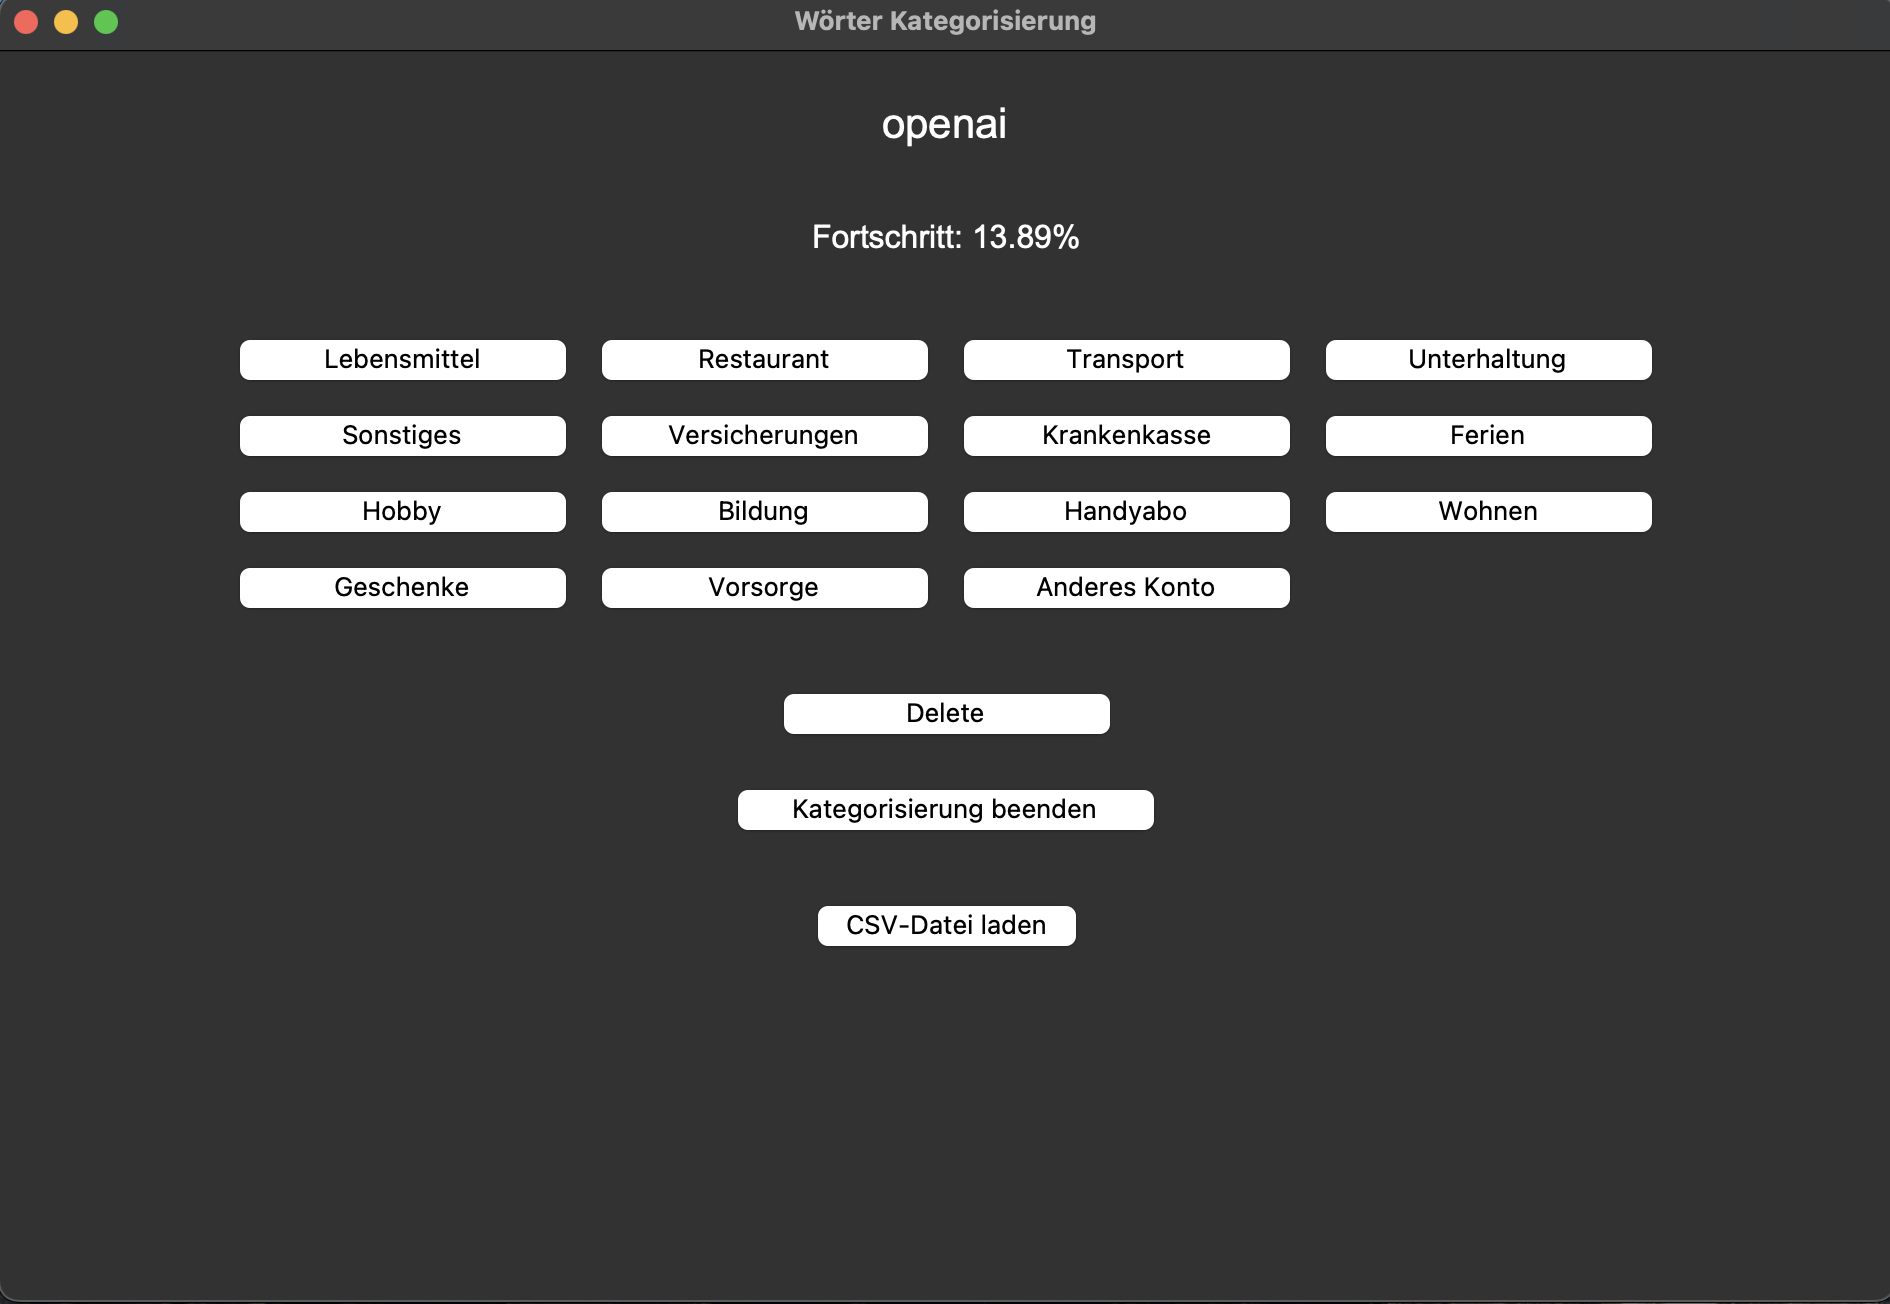 Wörter Kategorisierung
openai
Fortschritt: 13.89%
Lebensmittel Restaurant Transport Unterhaltung
Sonstiges Versicherungen Krankenkasse Ferien
Hobby Bildung Handyabo Wohnen
Geschenke Vorsorge Anderes Konto
Delete
Kategorisierung beenden
CSV-Datei laden